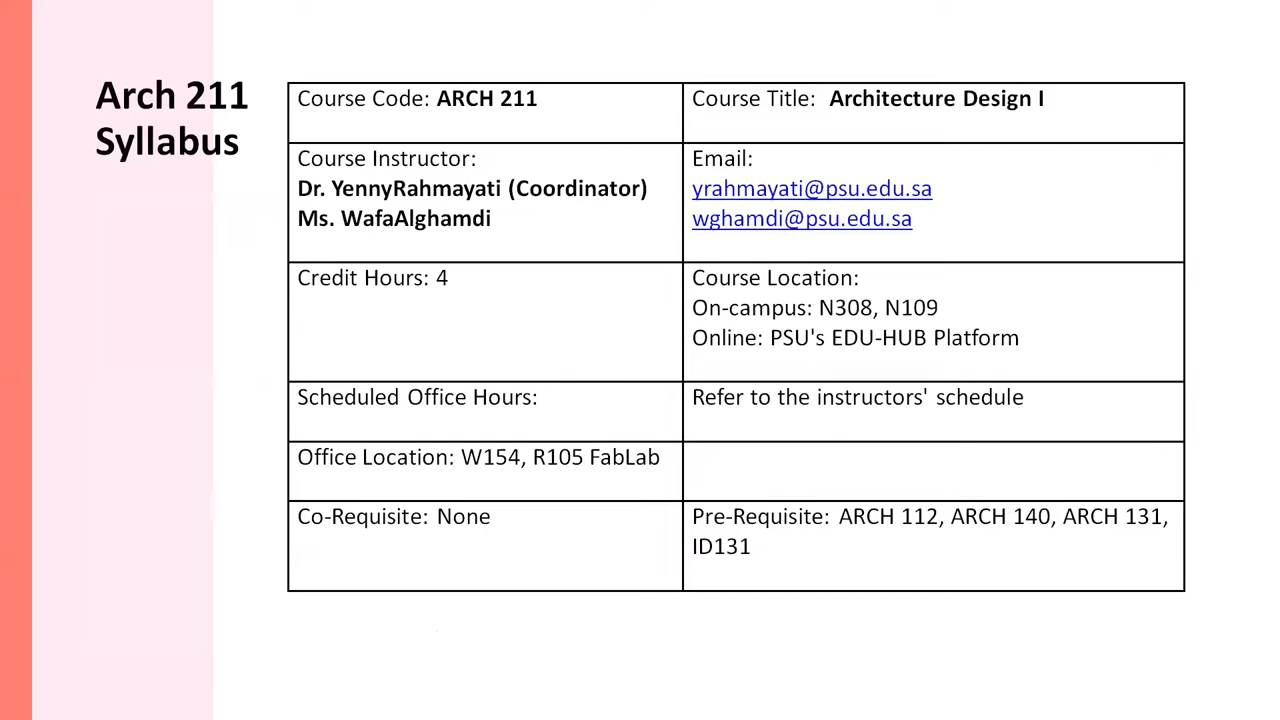 Arch 211
Syllabus
Course Code: ARCH 211
Course Title: Architecture Design I
Course Instructor:
Dr. YennyRahmayati (Coordinator)
Ms. WafaAlghamdi
Email:
yrahmayati@psu.edu.sa
wghamdi@psu.edu.sa
Credit Hours: 4
Course Location:
On-campus: N308, N109
Online: PSU's EDU-HUB Platform
Scheduled Office Hours:
Refer to the instructors' schedule
Office Location: W154, R105 FabLab
Co-Requisite: None
Pre-Requisite: ARCH 112, ARCH 140, ARCH 131,
ID131